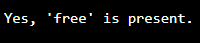 Yes, 'free' is present.